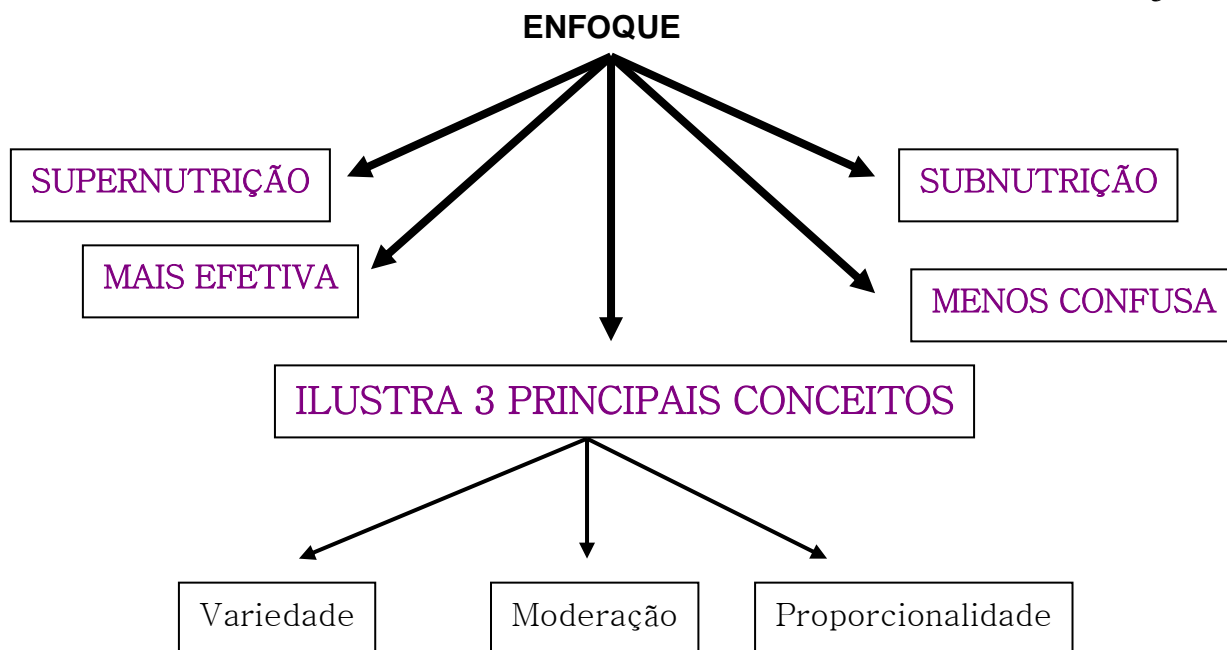 ENFOQUE
SUPERNUTRIÇÃO
SUBNUTRIÇÃO
MAIS EFETIVA
MENOS CONFUSA
ILUSTRA 3 PRINCIPAIS CONCEITOS
Variedade
Moderação
Proporcionalidade